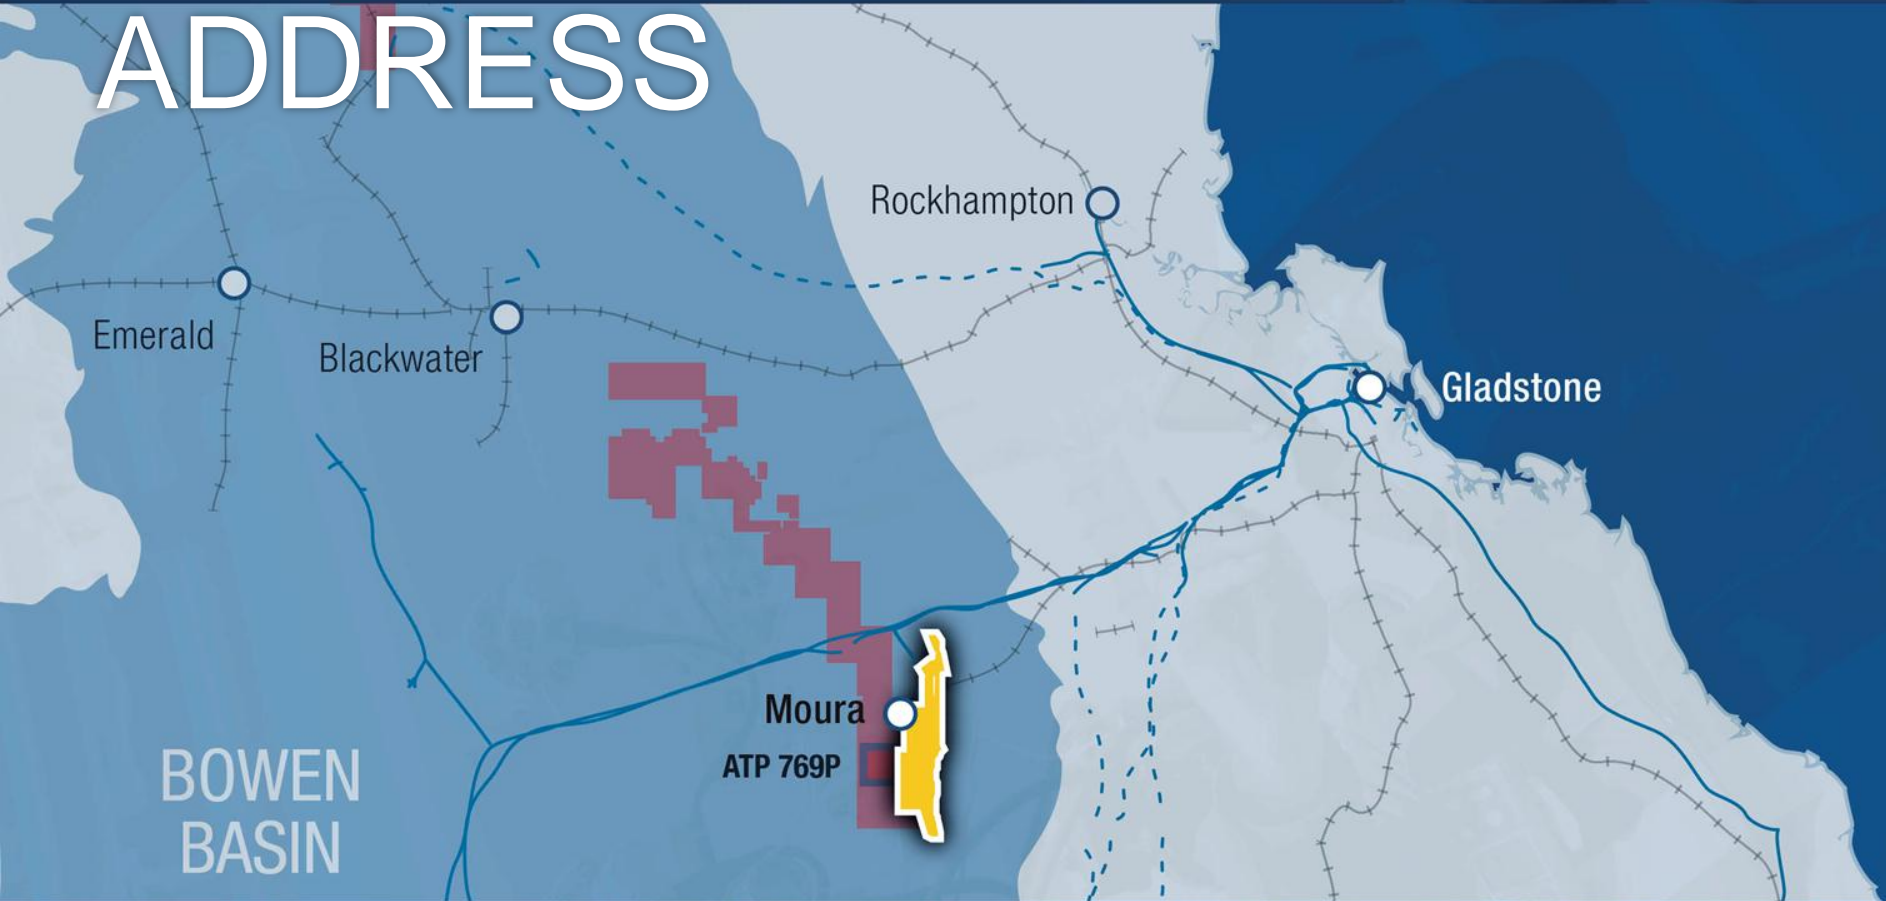 ADDRESS
Rockhampton
Emerald
Blackwater
Gladstone
Moura
ATP 769P
BOWEN
BASIN